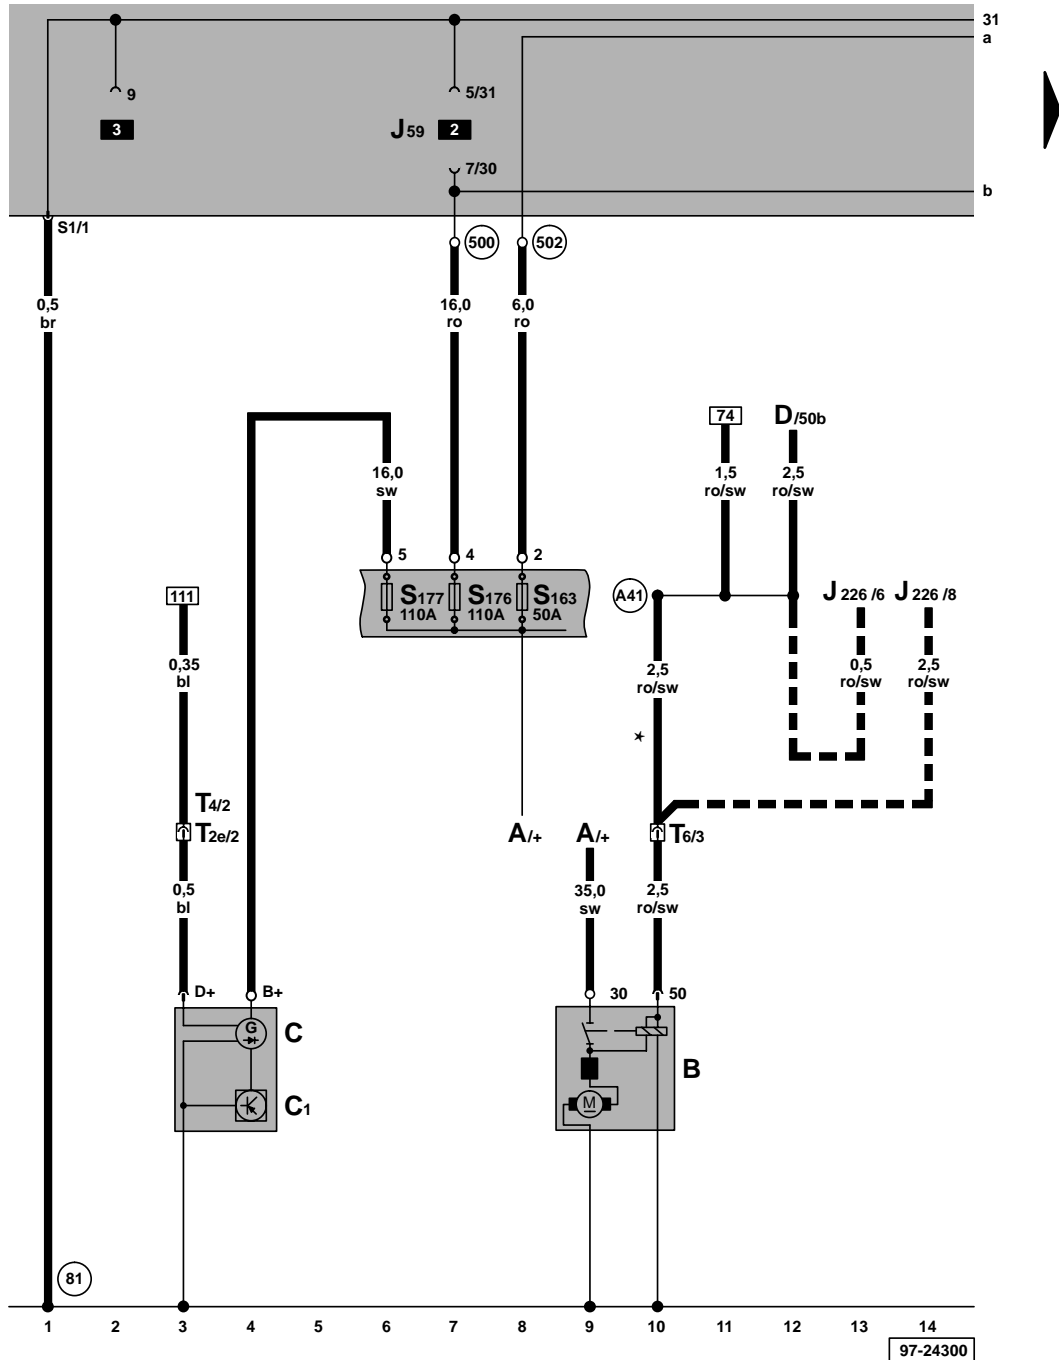 31
a
9
5/31
3
J59
2
7/30
b
S1/1
500
502
0,5
br
16,0
ro
6,0
ro
74
D/50b
16,0
sw
1,5
ro/sw
2,5
ro/sw
5
4
2
111
S177
110A
S176
110A
S163
50A
A41
J 226 /6
J 226 /8
0,35
bl
2,5
ro/sw
0,5
ro/sw
2,5
ro/sw
*
T4/2
T2e/2
A/+
A/+
T6/3
0,5
bl
35,0
sw
2,5
ro/sw
D+
B+
30
50
G
C
B
C1
M
81
1 2 3 4 5 6 7 8 9 10 11 12 13 14
97-24300